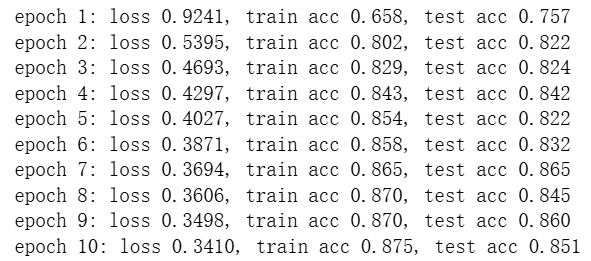 epoch 1: loss 0.9241, train acc 0.658, test acc 0.757
epoch 2: loss 0.5395, train acc 0.802, test acc 0.822
epoch 3: loss 0.4693, train acc 0.829, test acc 0.824
epoch 4: loss 0.4297, train acc 0.843, test acc 0.842
epoch 5: loss 0.4027, train acc 0.854, test acc 0.822
epoch 6: loss 0.3871, train acc 0.858, test acc 0.832
epoch 7: loss 0.3694, train acc 0.865, test acc 0.865
epoch 8: loss 0.3606, train acc 0.870, test acc 0.845
epoch 9: loss 0.3498, train acc 0.870, test acc 0.860
epoch 10: loss 0.3410, train acc 0.875, test acc 0.851